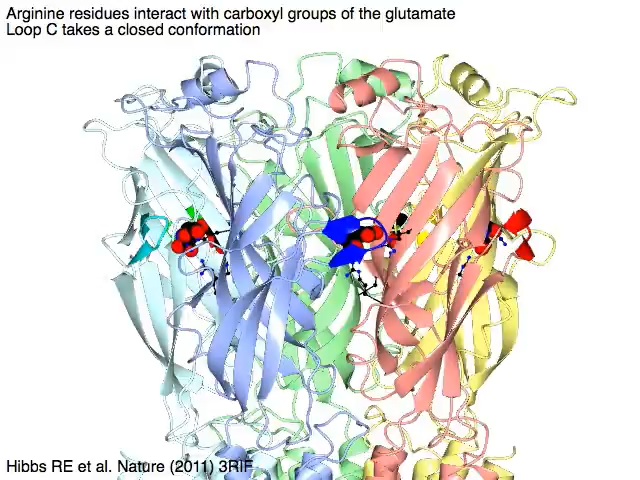 Arginine residues interact with carboxyl groups of the glutamate
Loop C takes a closed conformation
Hibbs RE et al. Nature (2011) 3RIF